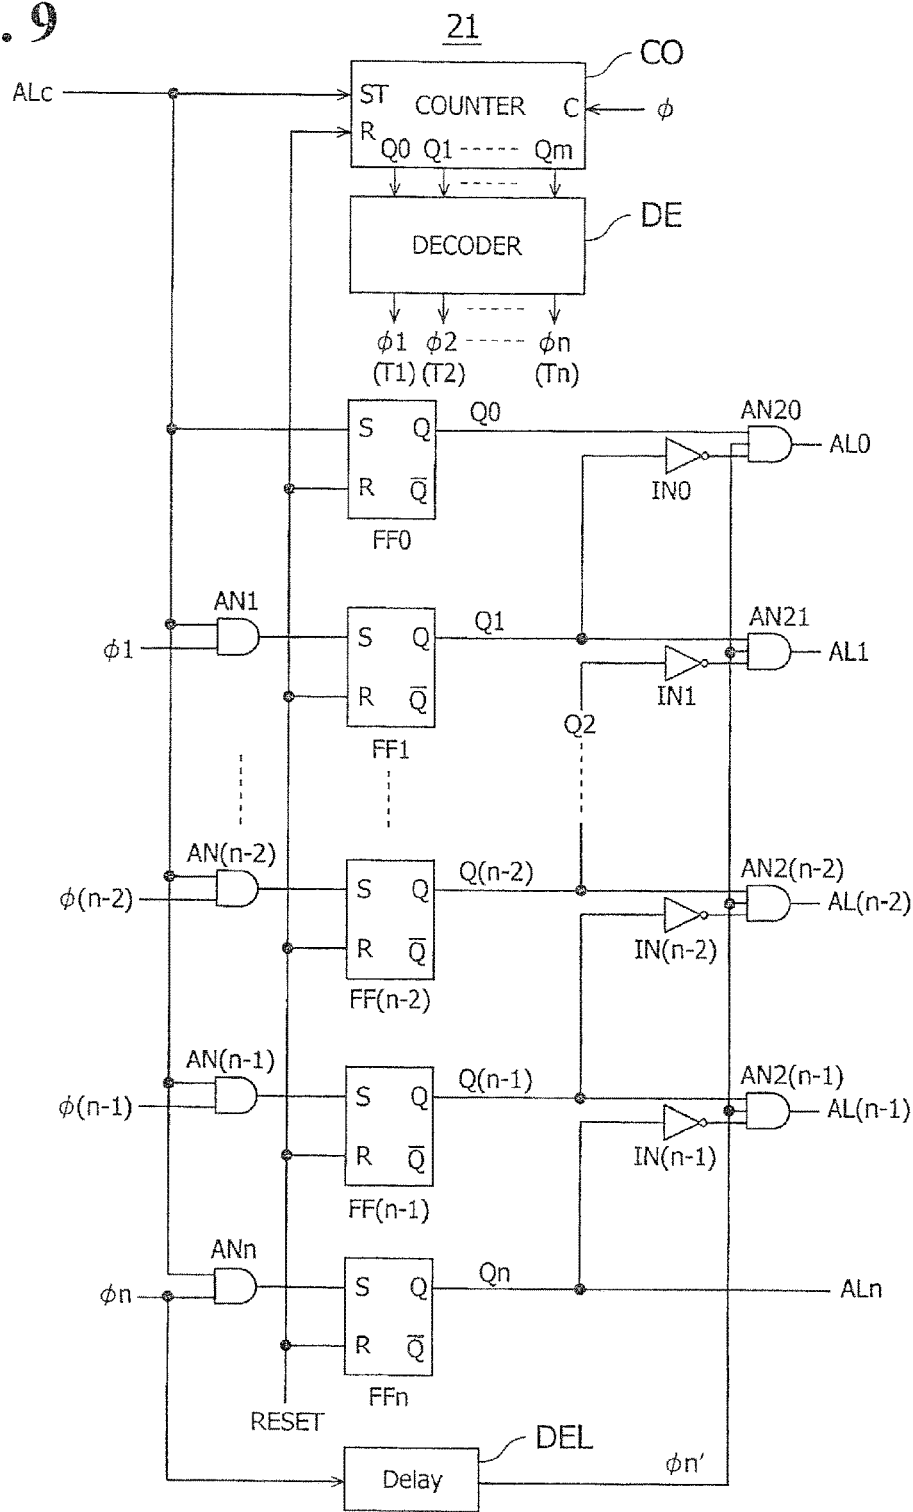 . 9
21
CO
ALc
ST COUNTER C φ
R
Q0 Q1 ------ Qm
DE
DECODER
φ1 φ2 ------ φn
(T1) (T2) (Tn)
AN20
S Q Q0 AL0
R Q̅ IN0
FF0
AN1 AN21
S Q Q1 AL1
φ1
R Q̅ IN1
FF1 Q2
AN(n-2) AN2(n-2)
S Q Q(n-2) AL(n-2)
φ(n-2)
R Q̅ IN(n-2)
FF(n-2)
AN(n-1) AN2(n-1)
S Q Q(n-1) AL(n-1)
φ(n-1)
R Q̅ IN(n-1)
FF(n-1)
ANn
S Q Qn ALn
φn
R Q̅
FFn
RESET
DEL
Delay φn'